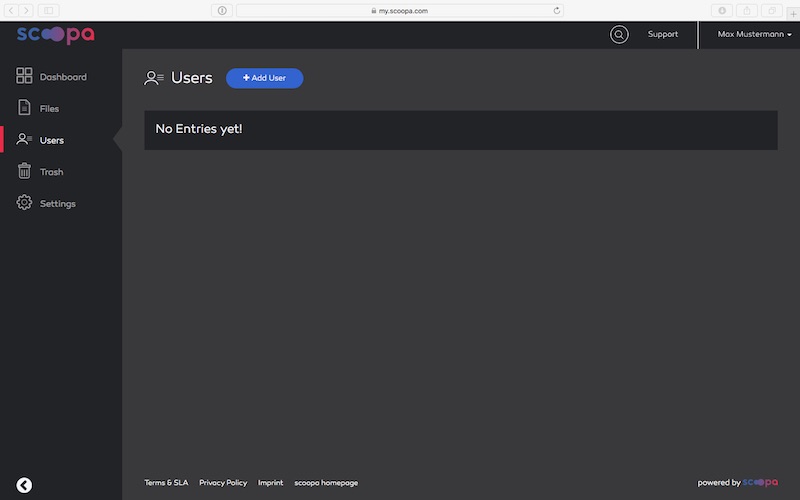 my.scoopa.com
scoopa
Support
Max Mustermann
Dashboard
Files
Users
Trash
Settings
Users
+ Add User
No Entries yet!
Terms & SLA Privacy Policy Imprint scoopa homepage
powered by scoopa